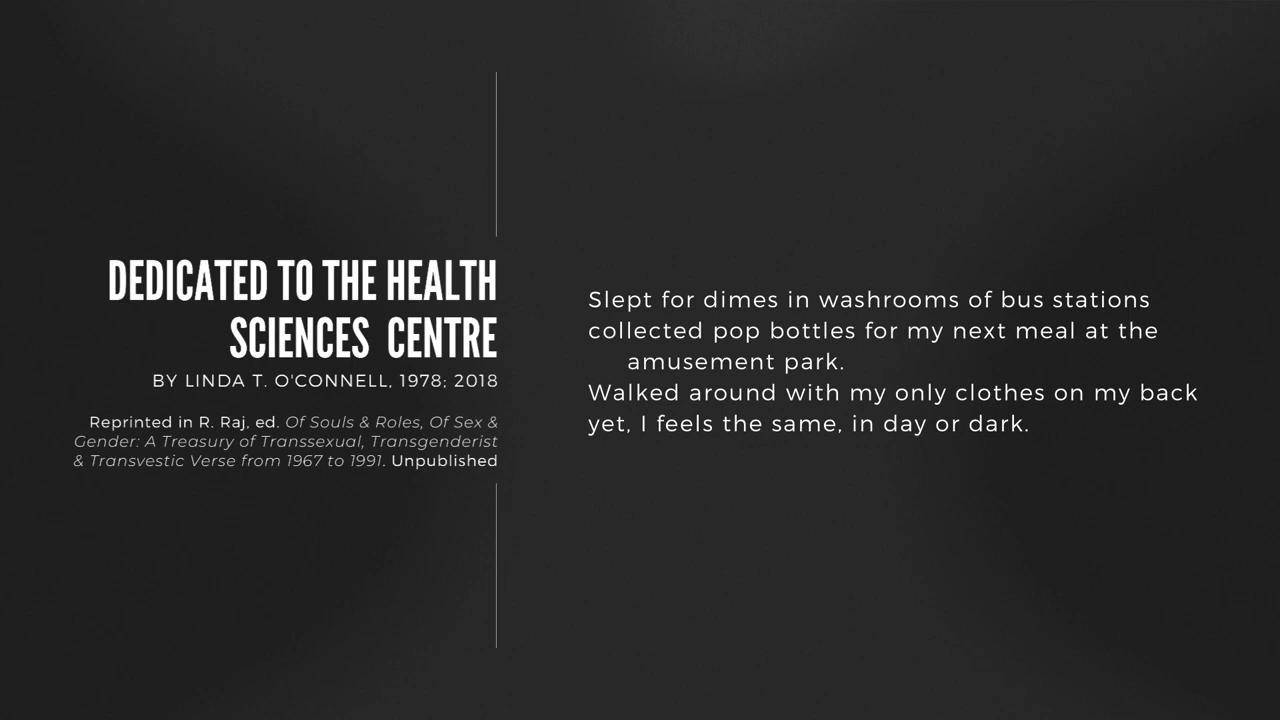 DEDICATED TO THE HEALTH
SCIENCES CENTRE
BY LINDA T. O'CONNELL, 1978; 2018
Reprinted in R. Raj, ed. Of Souls & Roles, Of Sex &
Gender: A Treasury of Transsexual, Transgenderist
& Transvestic Verse from 1967 to 1991. Unpublished
Slept for dimes in washrooms of bus stations
collected pop bottles for my next meal at the
amusement park.
Walked around with my only clothes on my back
yet, I feels the same, in day or dark.